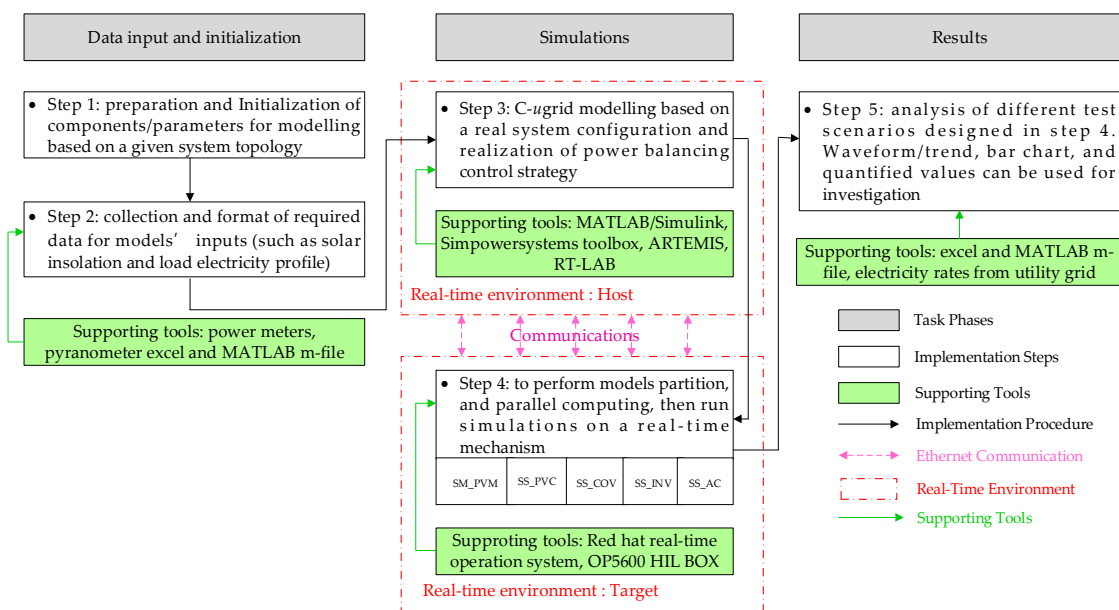 Data input and initialization
Simulations
Results
• Step 1: preparation and Initialization of
components/parameters for modelling
based on a given system topology
• Step 2: collection and format of required
data for models' inputs (such as solar
insolation and load electricity profile)
Supporting tools: power meters,
pyranometer excel and MATLAB m-file
• Step 3: C-ugrid modelling based on
a real system configuration and
realization of power balancing
control strategy
Supporting tools: MATLAB/Simulink,
Simpowersystems toolbox, ARTEMIS,
RT-LAB
Real-time environment : Host
Communications
• Step 4: to perform models partition,
and parallel computing, then run
simulations on a real-time
mechanism
SM_PVM
SS_PVC
SS_COV
SS_INV
SS_AC
Supproting tools: Red hat real-time
operation system, OP5600 HIL BOX
Real-time environment : Target
• Step 5: analysis of different test
scenarios designed in step 4.
Waveform/trend, bar chart, and
quantified values can be used for
investigation
Supporting tools: excel and MATLAB m-
file, electricity rates from utility grid
Task Phases
Implementation Steps
Supporting Tools
Implementation Procedure
Ethernet Communication
Real-Time Environment
Supporting Tools